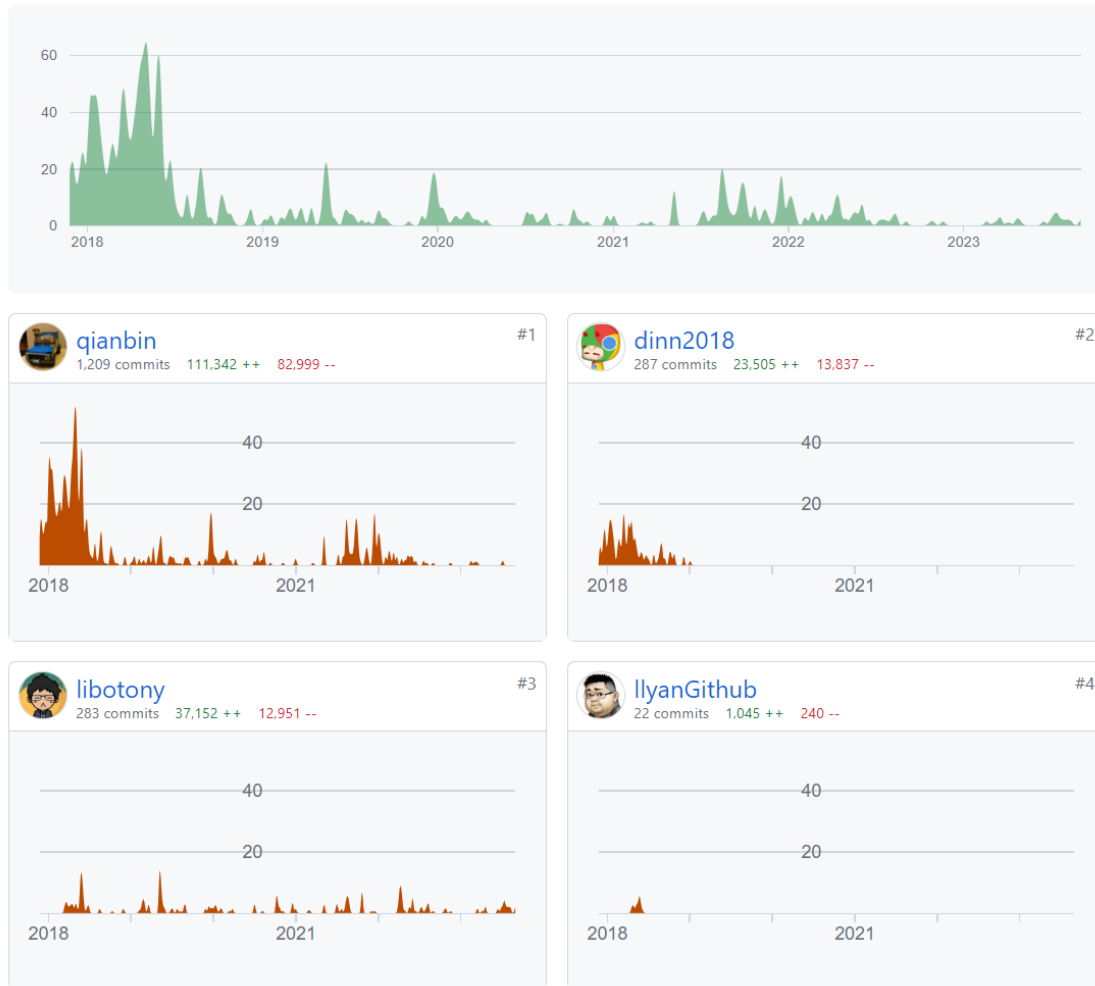 60
40
20
0
2018 2019 2020 2021 2022 2023
qianbin #1
1,209 commits 111,342 ++ 82,999 --
40
20
2018 2021
dinn2018 #2
287 commits 23,505 ++ 13,837 --
40
20
2018 2021
libotony #3
283 commits 37,152 ++ 12,951 --
40
20
2018 2021
llyanGithub #4
22 commits 1,045 ++ 240 --
40
20
2018 2021